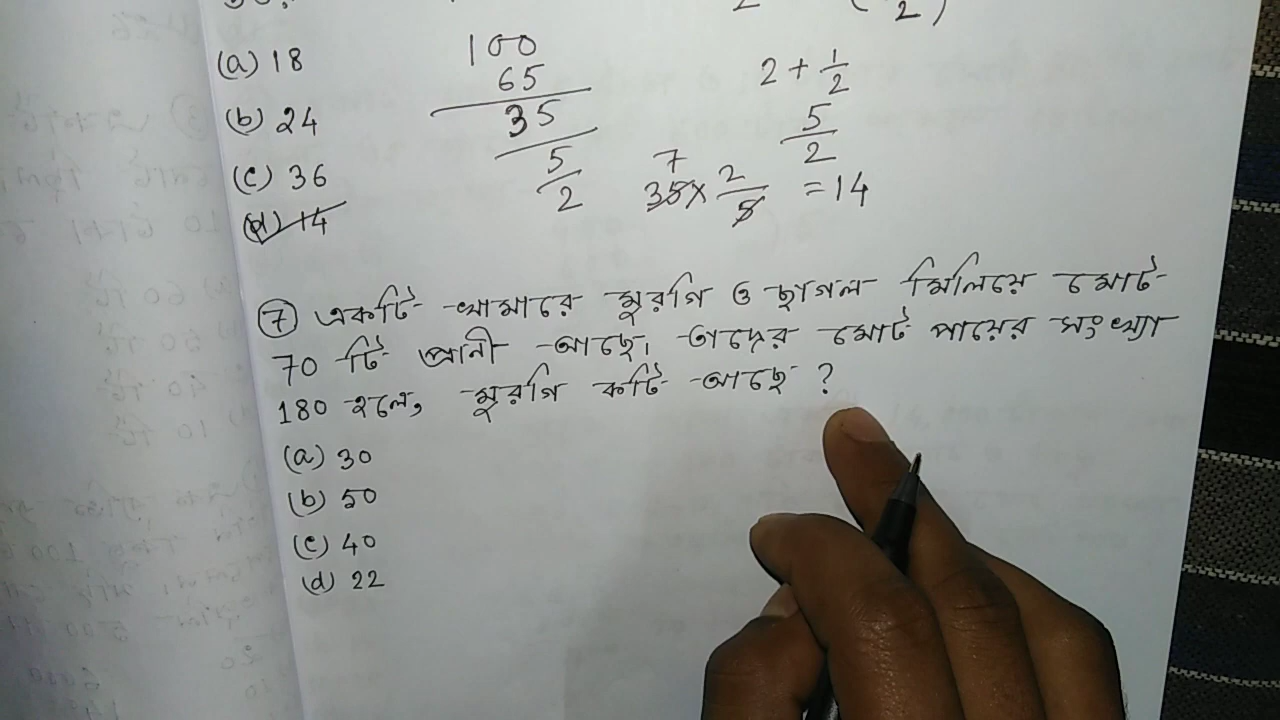 (a) 18
(b) 24
(c) 36
(d) 14
100
65
35
5/2
2 + 1/2
5/2
7
35 x 2/5 = 14
7 একটি খামারে মুরগি ও ছাগল মিলিয়ে মোট
70 টি প্রানী আছে। তাদের মোট পায়ের সংখ্যা
180 হলে, মুরগি কটি আছে ?
(a) 30
(b) 50
(c) 40
(d) 22